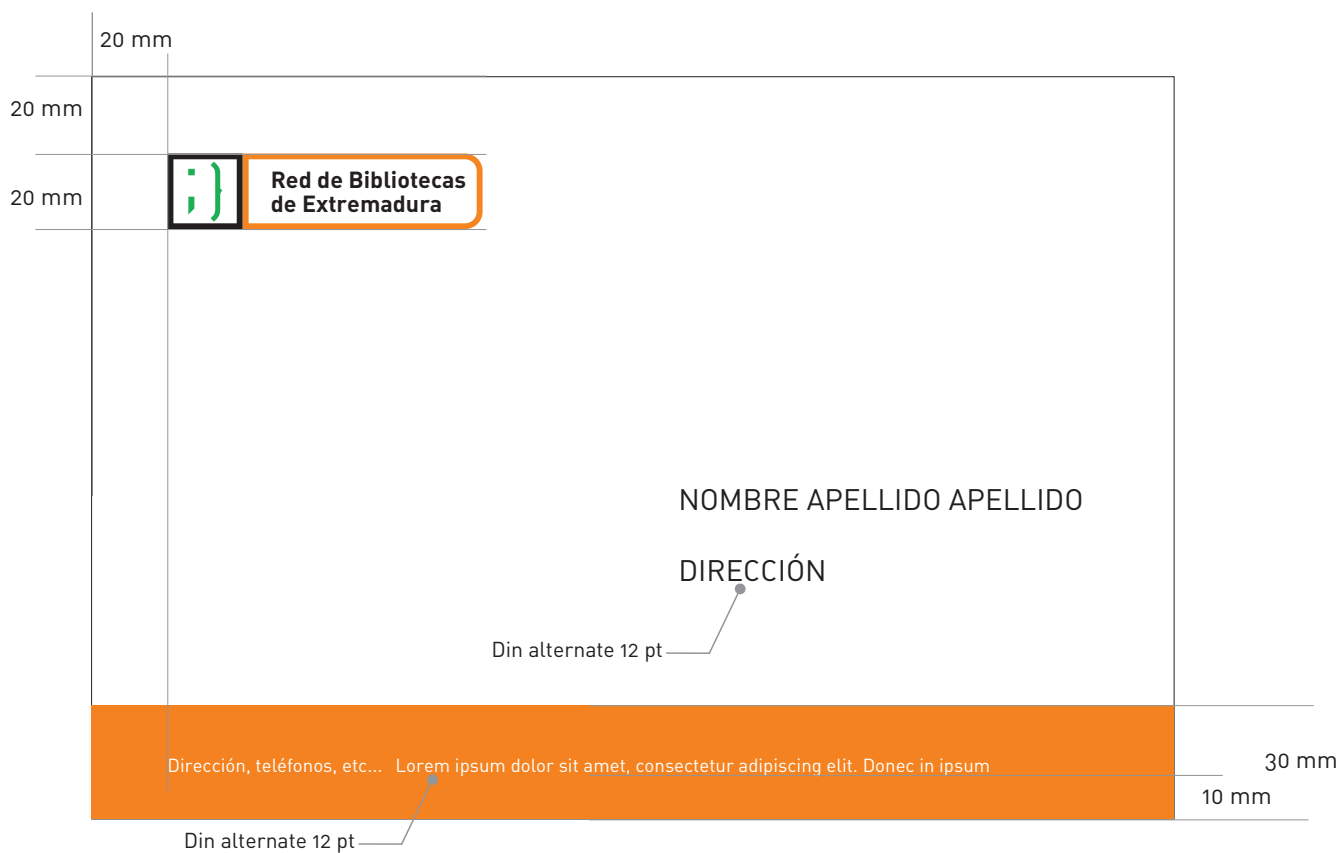 20 mm
20 mm
20 mm
;}
Red de Bibliotecas
de Extremadura
NOMBRE APELLIDO APELLIDO
DIRECCIÓN
Din alternate 12 pt
Dirección, teléfonos, etc... Lorem ipsum dolor sit amet, consectetur adipiscing elit. Donec in ipsum
30 mm
10 mm
Din alternate 12 pt